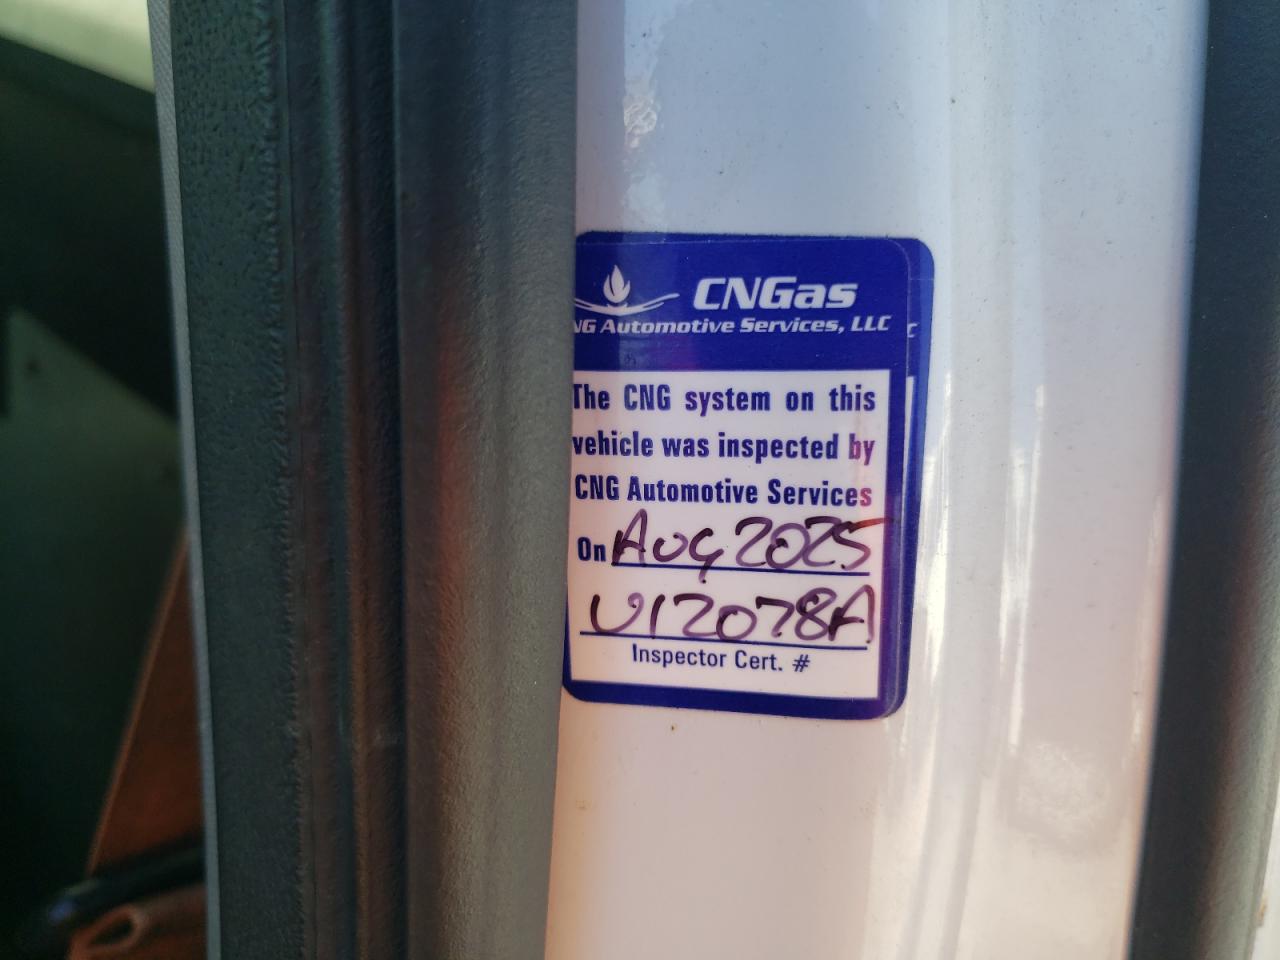 CNGas
NG Automotive Services, LLC
The CNG system on this
vehicle was inspected by
CNG Automotive Services
On Aug 2025
U12078A
Inspector Cert. #